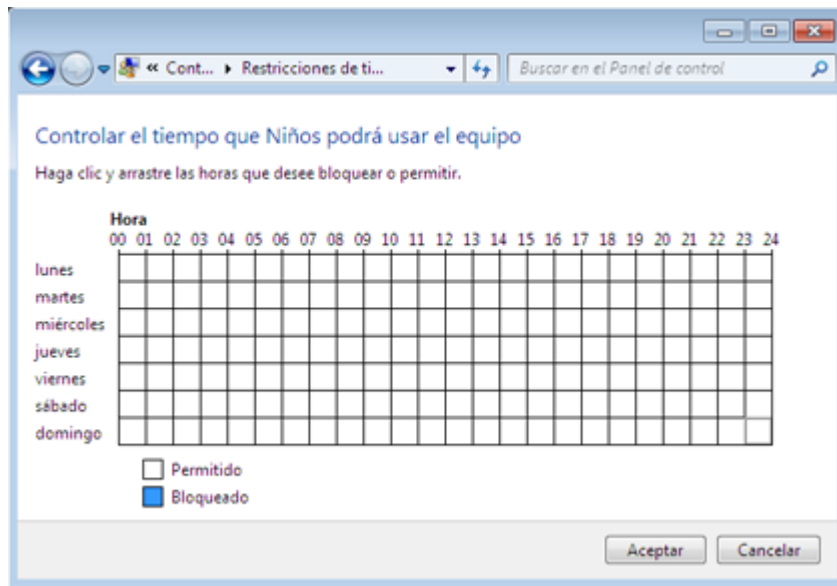 « Cont... ▸ Restricciones de ti...
Buscar en el Panel de control
Controlar el tiempo que Niños podrá usar el equipo
Haga clic y arrastre las horas que desee bloquear o permitir.
Hora
00 01 02 03 04 05 06 07 08 09 10 11 12 13 14 15 16 17 18 19 20 21 22 23 24
lunes
martes
miércoles
jueves
viernes
sábado
domingo
Permitido
Bloqueado
Aceptar Cancelar